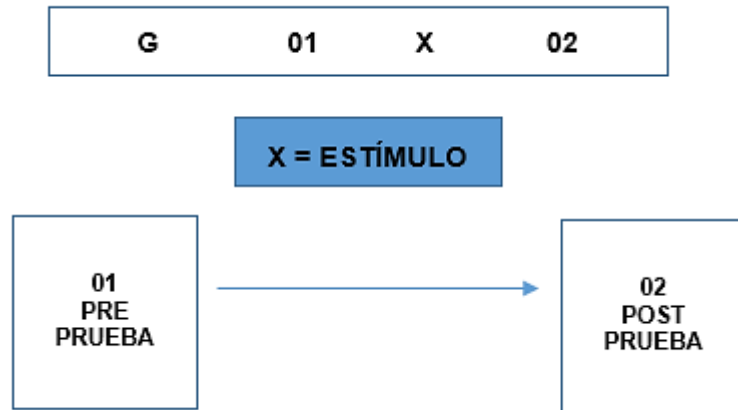 G 01 X 02
X = ESTÍMULO
01
PRE
PRUEBA
02
POST
PRUEBA